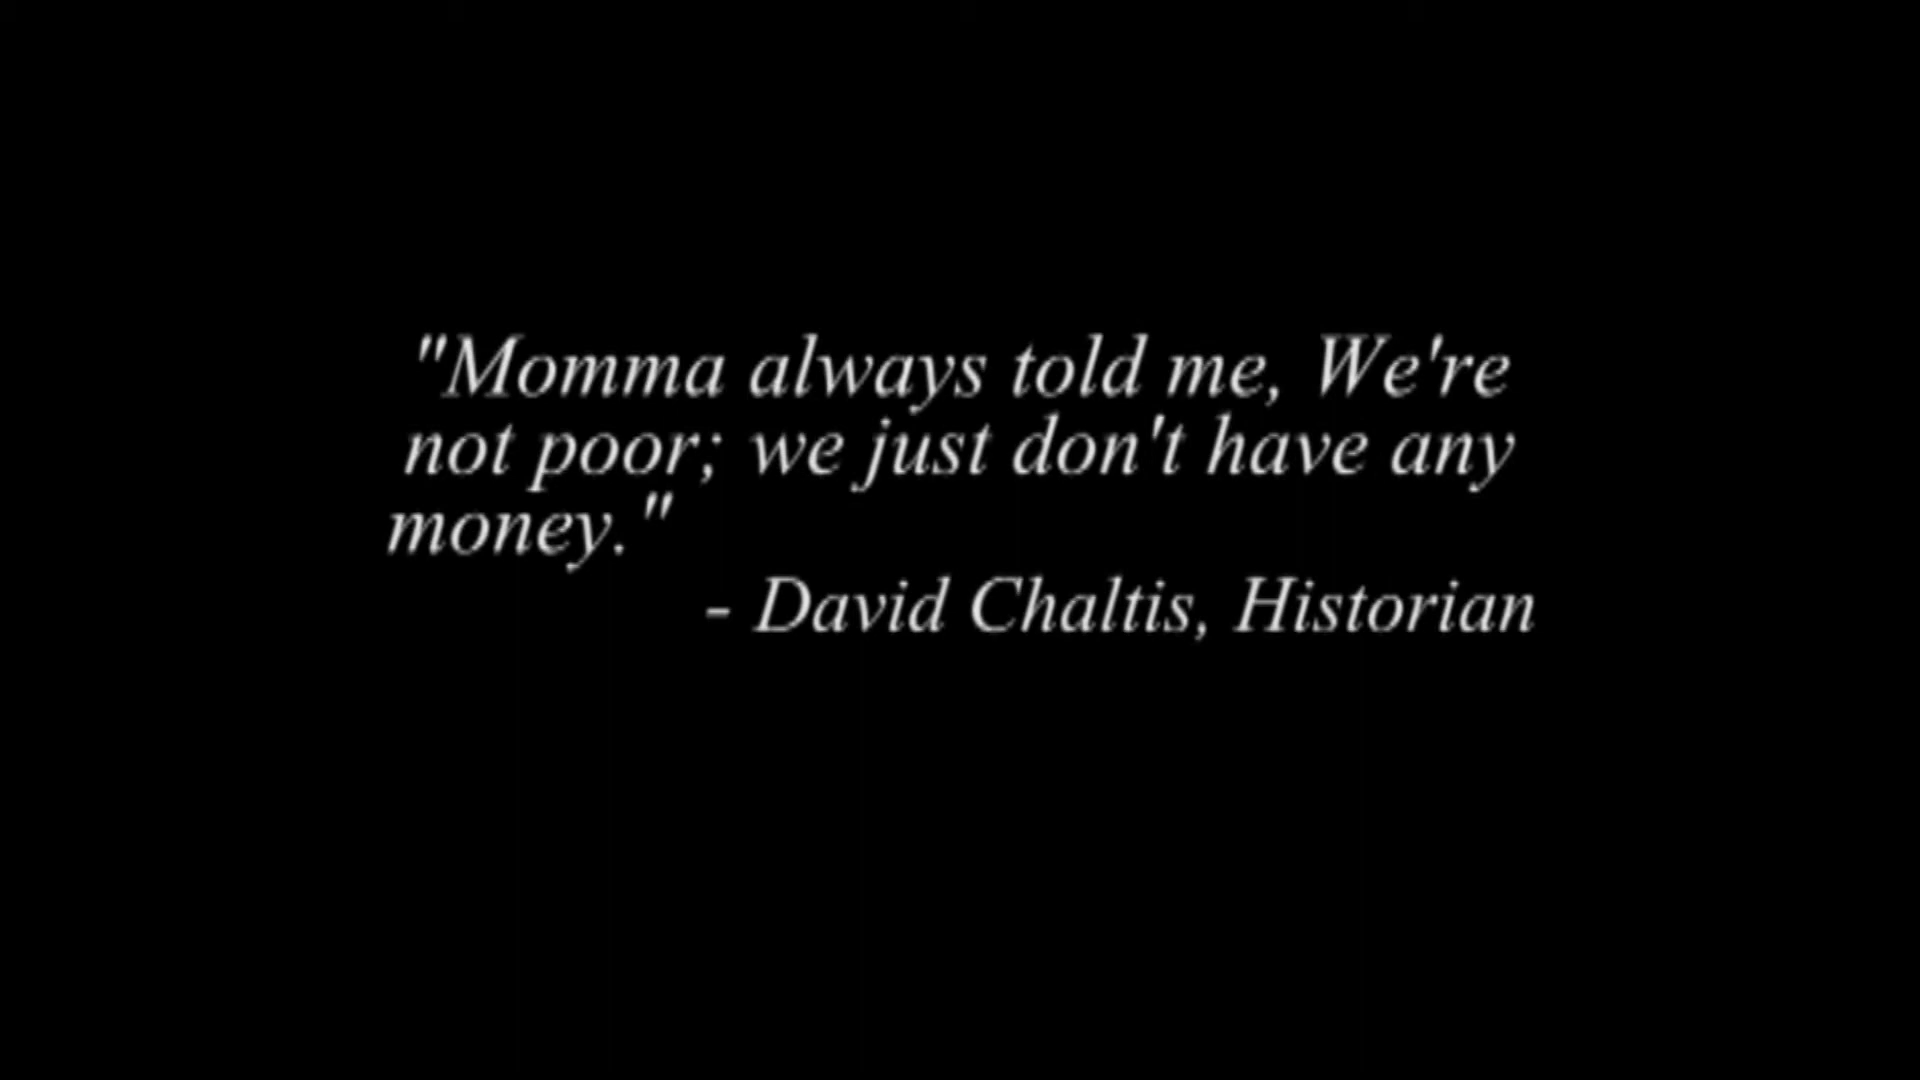 "Momma always told me, We're
not poor; we just don't have any
money."
- David Chaltis, Historian